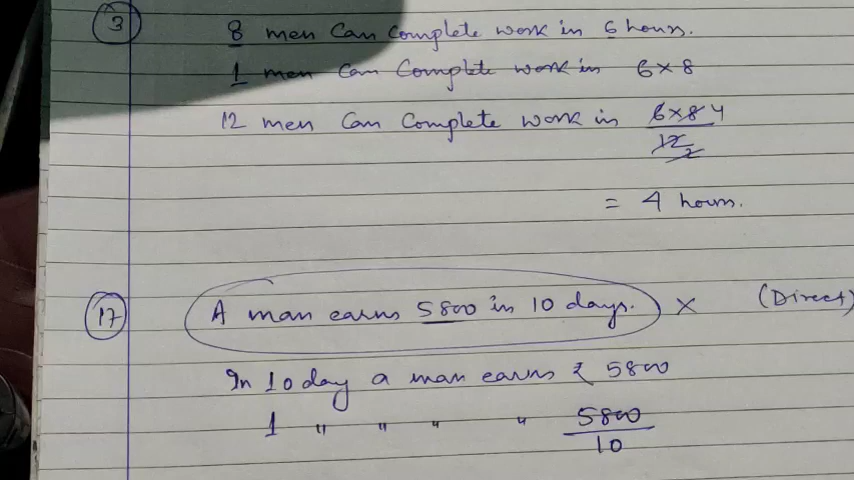 3 8 men can complete work in 6 hours.
1 men can complete work in 6×8
12 men can complete work in 6×8 4
12 2
= 4 hours.
17 A man earns 5800 in 10 days. × (Direct)
In 10 day a man earns ₹ 5800
1 " " " " 5800
10